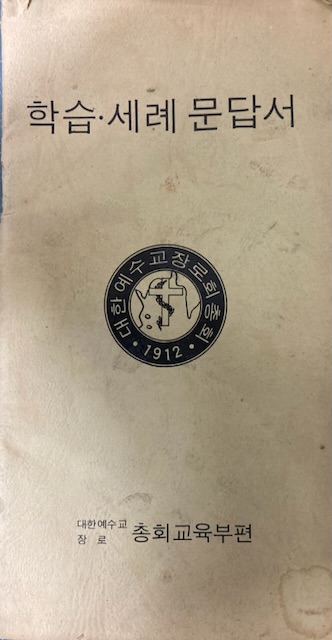 학습·세례 문답서
대한예수교장로회총회
• 1912 •
대한예수교
장로 총회교육부편